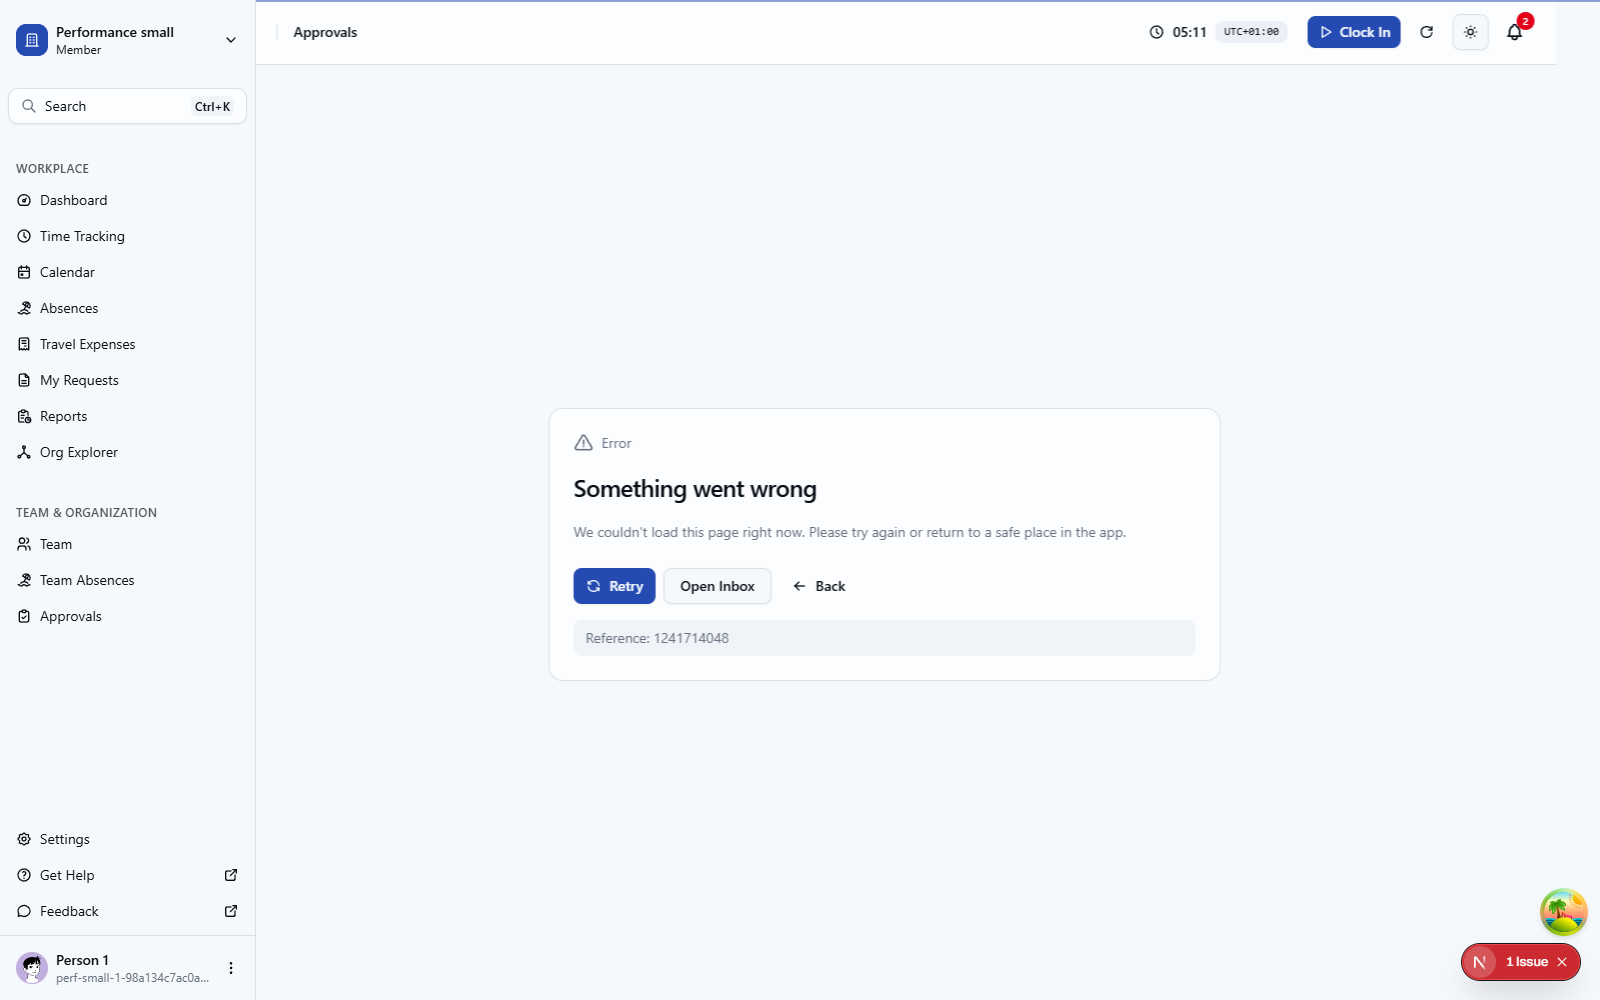 Performance small
Member
Search
Ctrl+K
WORKPLACE
Dashboard
Time Tracking
Calendar
Absences
Travel Expenses
My Requests
Reports
Org Explorer
TEAM & ORGANIZATION
Team
Team Absences
Approvals
Settings
Get Help
Feedback
Person 1
perf-small-1-98a134c7ac0a...
Approvals
05:11
UTC+01:00
Clock In
2
Error
Something went wrong
We couldn't load this page right now. Please try again or return to a safe place in the app.
Retry
Open Inbox
Back
Reference: 1241714048
N
1 Issue